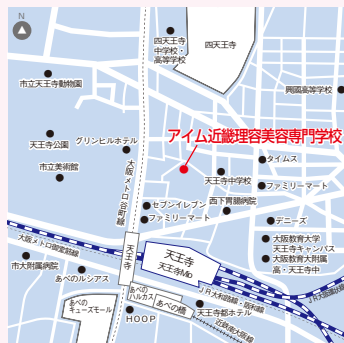 N
四天王寺
中学校・
高等学校
四天王寺
市立天王寺動物園
興國高等学校
天王寺公園
グリンヒルホテル
アイム近畿理容美容専門学校
市立美術館
大阪メトロ谷町線
タイムス
天王寺中学校
ファミリーマート
西下胃腸病院
セブンイレブン
ファミリーマート
デニーズ
大阪メトロ御堂筋線
天王寺
天王寺
天王寺Mio
大阪教育大学
天王寺キャンパス
大阪教育大附属
高・天王寺中
市大附属病院
あべのルシアス
JR大和路線・阪和線
JR大阪環状線
あべの
キューズモール
あべの
ハルカス
あべの橋
天王寺都ホテル
HOOP
近鉄南大阪線